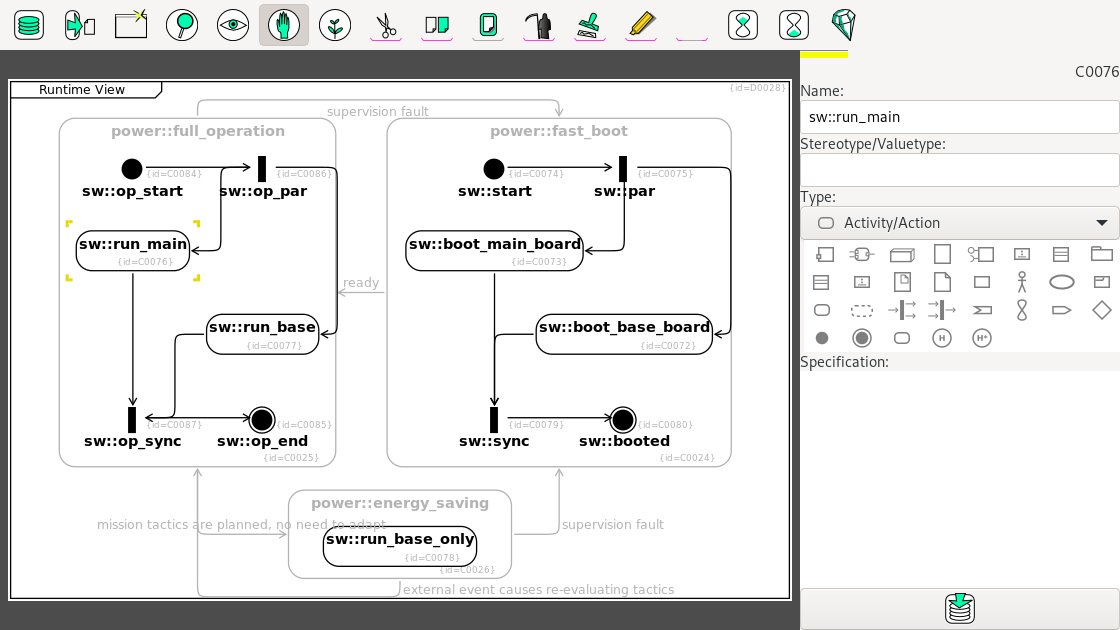 Runtime View
{id=D0028}
supervision fault
power::full_operation
power::fast_boot
{id=C0084}
{id=C0086}
{id=C0074}
{id=C0075}
sw::op_start
sw::op_par
sw::start
sw::par
sw::run_main
{id=C0076}
sw::boot_main_board
{id=C0073}
ready
sw::run_base
{id=C0077}
sw::boot_base_board
{id=C0072}
{id=C0087}
{id=C0085}
{id=C0079}
{id=C0080}
sw::op_sync
sw::op_end
sw::sync
sw::booted
{id=C0025}
{id=C0024}
power::energy_saving
mission tactics are planned, no need to adapt
supervision fault
sw::run_base_only
{id=C0078}
{id=C0026}
external event causes re-evaluating tactics
C0076
Name:
sw::run_main
Stereotype/Valuetype:
Type:
Activity/Action
H
H*
Specification: